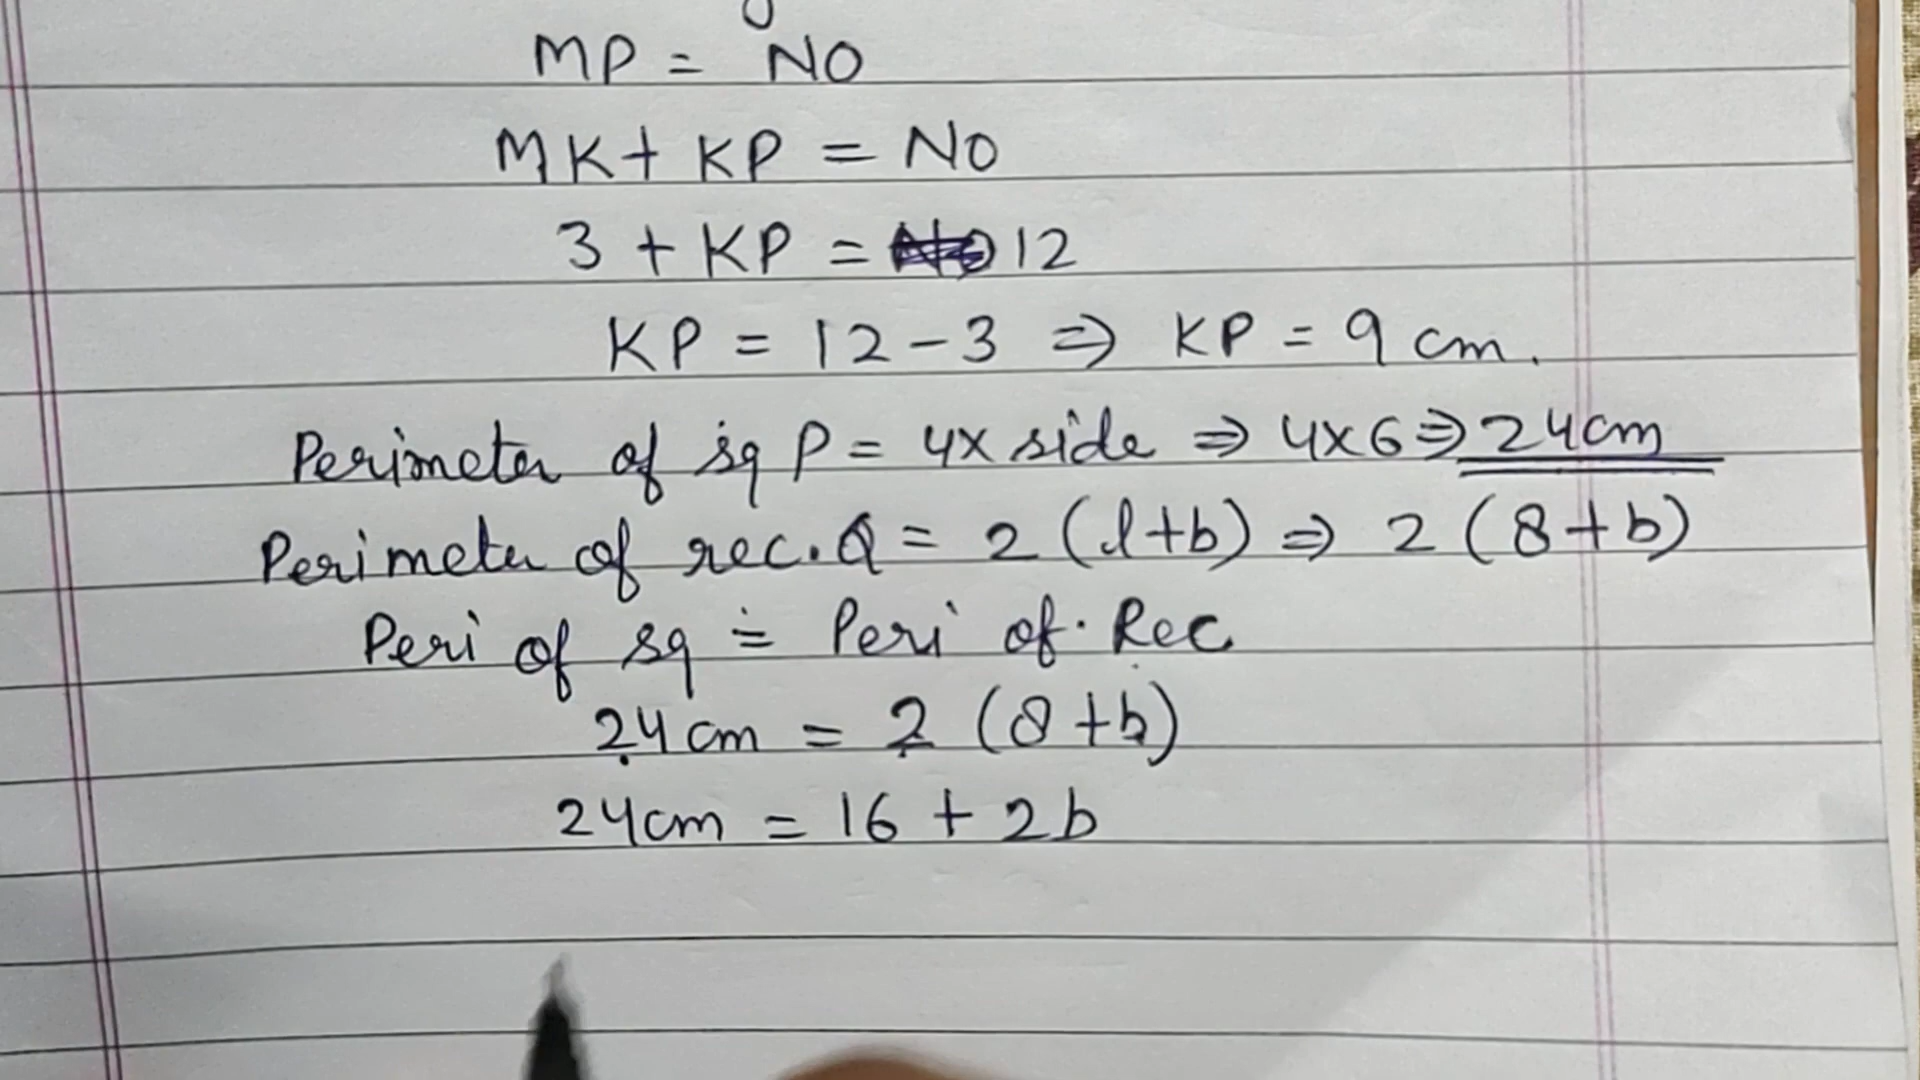 MP = NO
MK + KP = NO
3 + KP = 12
KP = 12 - 3 ⇒ KP = 9 cm.
Perimeter of sq P = 4x side ⇒ 4x6 ⇒ 24cm
Perimeter of rec. Q = 2 (l+b) ⇒ 2 (8+b)
Peri of sq = Peri of. Rec
24cm = 2 (8+b)
24cm = 16 + 2b